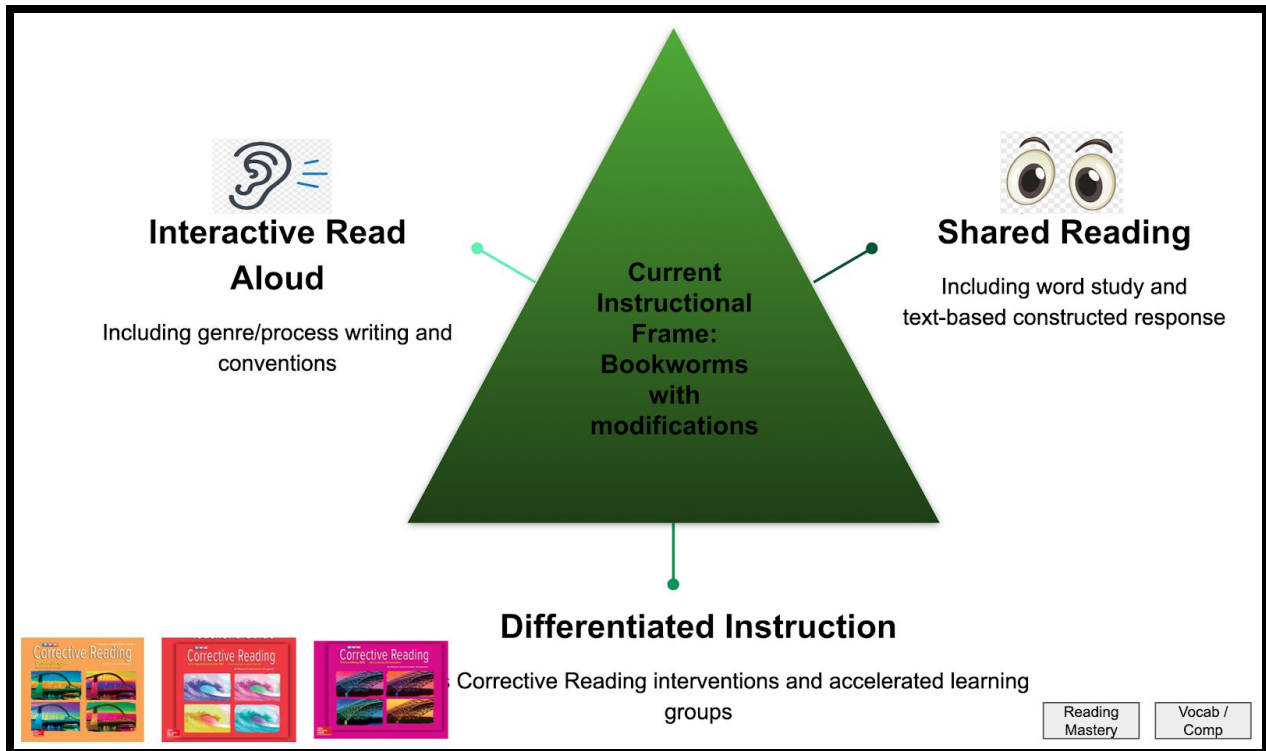 Interactive Read
Aloud
Including genre/process writing and
conventions
Current
Instructional
Frame:
Bookworms
with
modifications
Shared Reading
Including word study and
text-based constructed response
Differentiated Instruction
s Corrective Reading interventions and accelerated learning
groups
Corrective Reading
Corrective Reading
Corrective Reading
Reading
Mastery
Vocab /
Comp